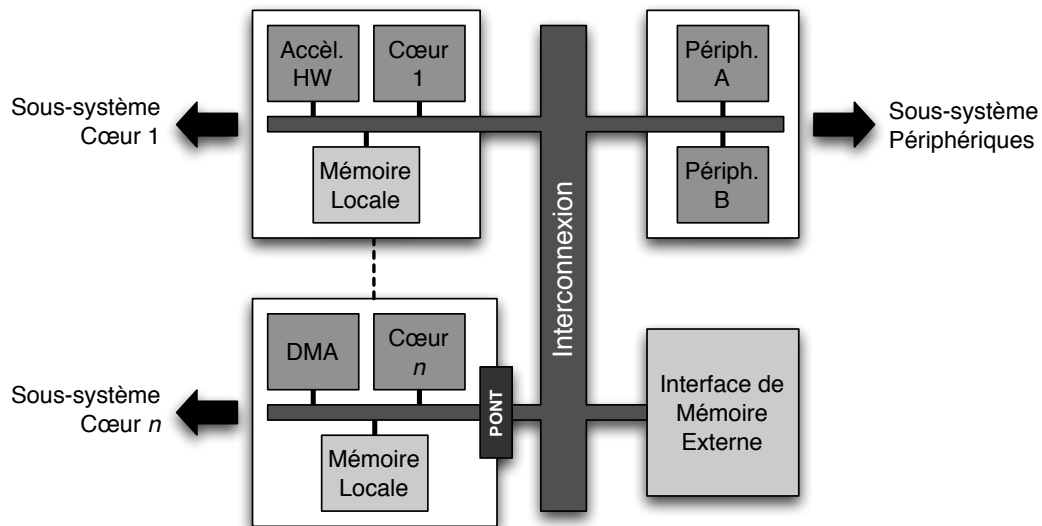 Sous-système
Cœur 1
Accèl.
HW
Cœur
1
Mémoire
Locale
Interconnexion
Périph.
A
Périph.
B
Sous-système
Périphériques
Sous-système
Cœur n
DMA
Cœur
n
Mémoire
Locale
PONT
Interface de
Mémoire
Externe